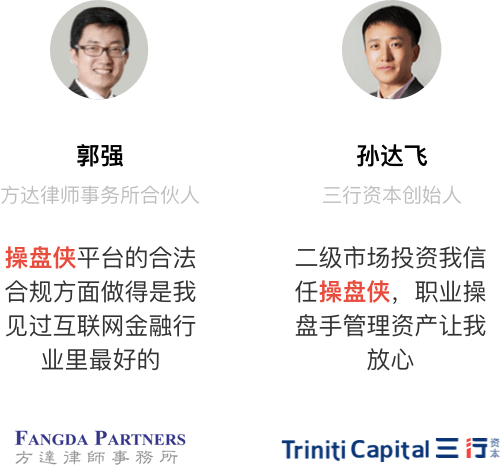 郭强
方达律师事务所合伙人
操盘侠平台的合法
合规方面做得是我
见过互联网金融行
业里最好的
FANGDA PARTNERS
方達律師事務所
孙达飞
三行资本创始人
二级市场投资我信
任操盘侠，职业操
盘手管理资产让我
放心
Triniti Capital 三行资本